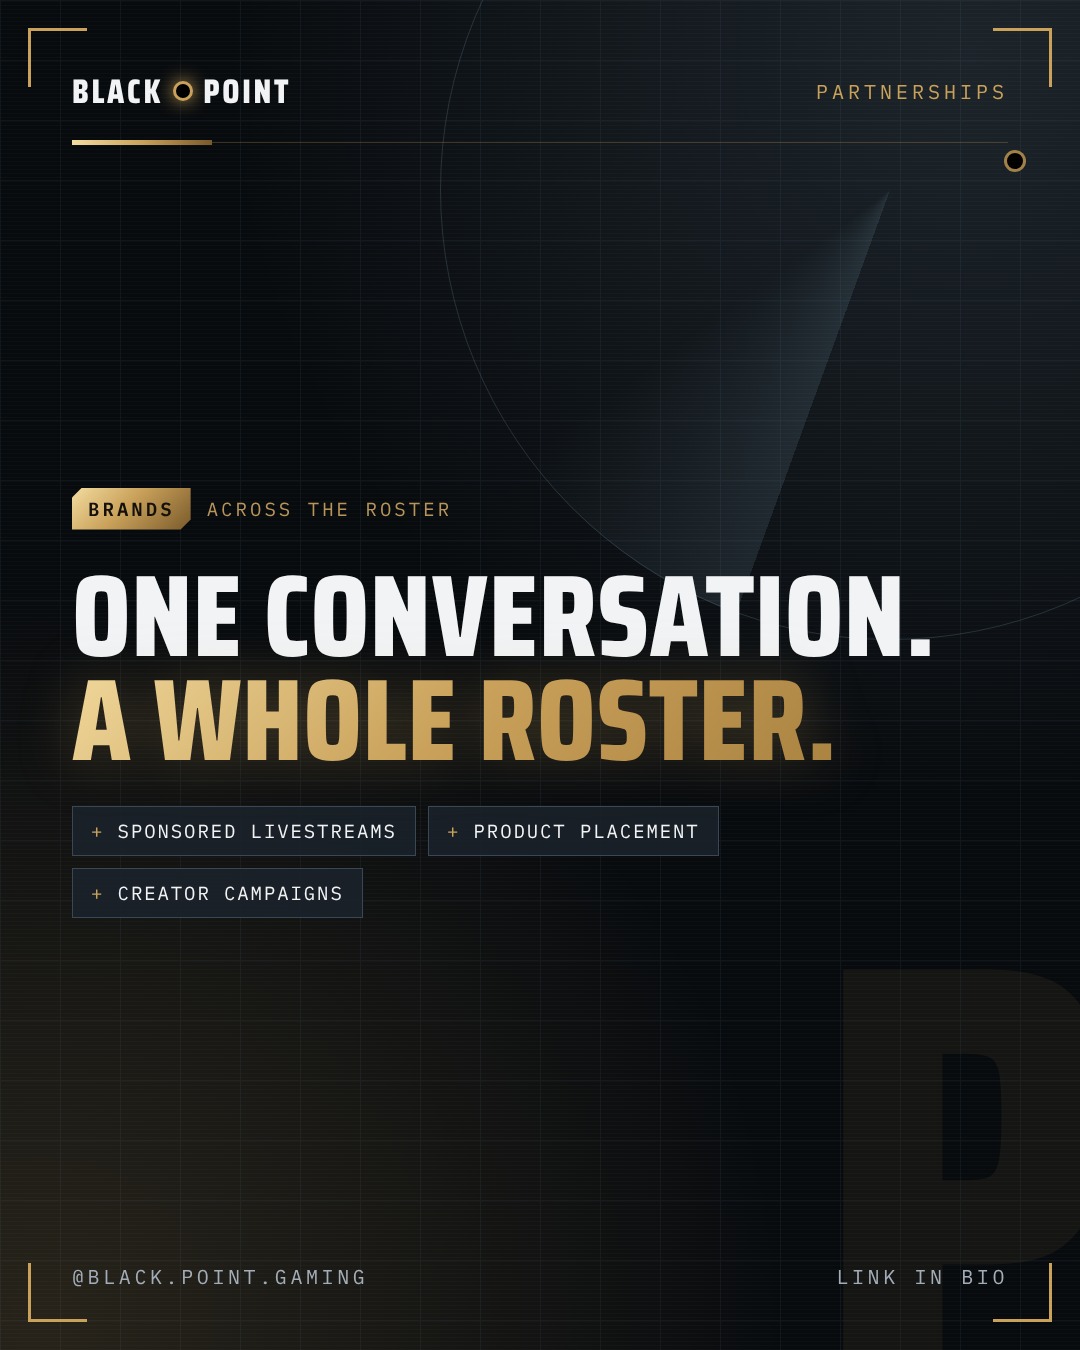 BLACK POINT
PARTNERSHIPS
BRANDS ACROSS THE ROSTER
ONE CONVERSATION.
A WHOLE ROSTER.
+ SPONSORED LIVESTREAMS
+ PRODUCT PLACEMENT
+ CREATOR CAMPAIGNS
P
@BLACK.POINT.GAMING
LINK IN BIO